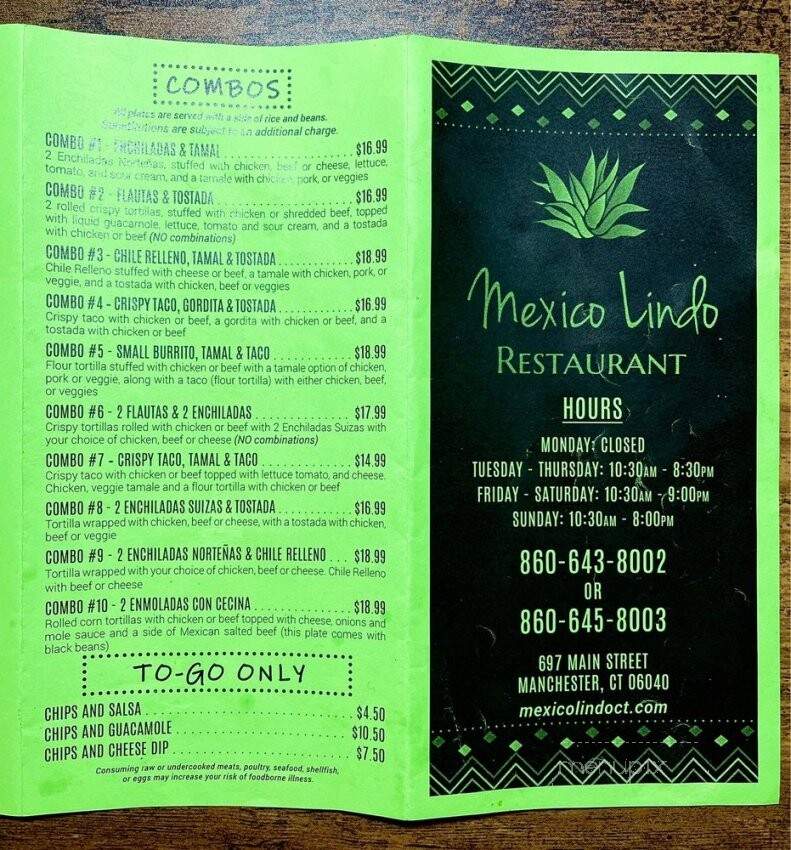 COMBOS
All plates are served with a side of rice and beans.
Substitutions are subject to an additional charge.
COMBO #1 - ENCHILADAS & TAMAL $16.99
2 Enchiladas Norteñas, stuffed with chicken, beef or cheese, lettuce,
tomato, and sour cream, and a tamale with chicken, pork, or veggies
COMBO #2 - FLAUTAS & TOSTADA $16.99
2 rolled crispy tortillas, stuffed with chicken or shredded beef, topped
with liquid guacamole, lettuce, tomato and sour cream, and a tostada
with chicken or beef (NO combinations)
COMBO #3 - CHILE RELLENO, TAMAL & TOSTADA $18.99
Chile Relleno stuffed with cheese or beef, a tamale with chicken, pork, or
veggie, and a tostada with chicken, beef or veggies
COMBO #4 - CRISPY TACO, GORDITA & TOSTADA $16.99
Crispy taco with chicken or beef, a gordita with chicken or beef, and a
tostada with chicken or beef
COMBO #5 - SMALL BURRITO, TAMAL & TACO $18.99
Flour tortilla stuffed with chicken or beef with a tamale option of chicken,
pork or veggie, along with a taco (flour tortilla) with either chicken, beef,
or veggies
COMBO #6 - 2 FLAUTAS & 2 ENCHILADAS $17.99
Crispy tortillas rolled with chicken or beef with 2 Enchiladas Suizas with
your choice of chicken, beef or cheese (NO combinations)
COMBO #7 - CRISPY TACO, TAMAL & TACO $14.99
Crispy taco with chicken or beef topped with lettuce tomato, and cheese.
Chicken, veggie tamale and a flour tortilla with chicken or beef
COMBO #8 - 2 ENCHILADAS SUIZAS & TOSTADA $16.99
Tortilla wrapped with chicken, beef or cheese, with a tostada with chicken,
beef or veggie
COMBO #9 - 2 ENCHILADAS NORTEÑAS & CHILE RELLENO $18.99
Tortilla wrapped with your choice of chicken, beef or cheese. Chile Relleno
with beef or cheese
COMBO #10 - 2 ENMOLADAS CON CECINA $18.99
Rolled corn tortillas with chicken or beef topped with cheese, onions and
mole sauce and a side of Mexican salted beef (this plate comes with
black beans)
TO-GO ONLY
CHIPS AND SALSA $4.50
CHIPS AND GUACAMOLE $10.50
CHIPS AND CHEESE DIP $7.50
Consuming raw or undercooked meats, poultry, seafood, shellfish,
or eggs may increase your risk of foodborne illness.
Mexico Lindo
RESTAURANT
HOURS
MONDAY: CLOSED
TUESDAY - THURSDAY: 10:30AM - 8:30PM
FRIDAY - SATURDAY: 10:30AM - 9:00PM
SUNDAY: 10:30AM - 8:00PM
860-643-8002
OR
860-645-8003
697 MAIN STREET
MANCHESTER, CT 06040
mexicolindoct.com
menupix